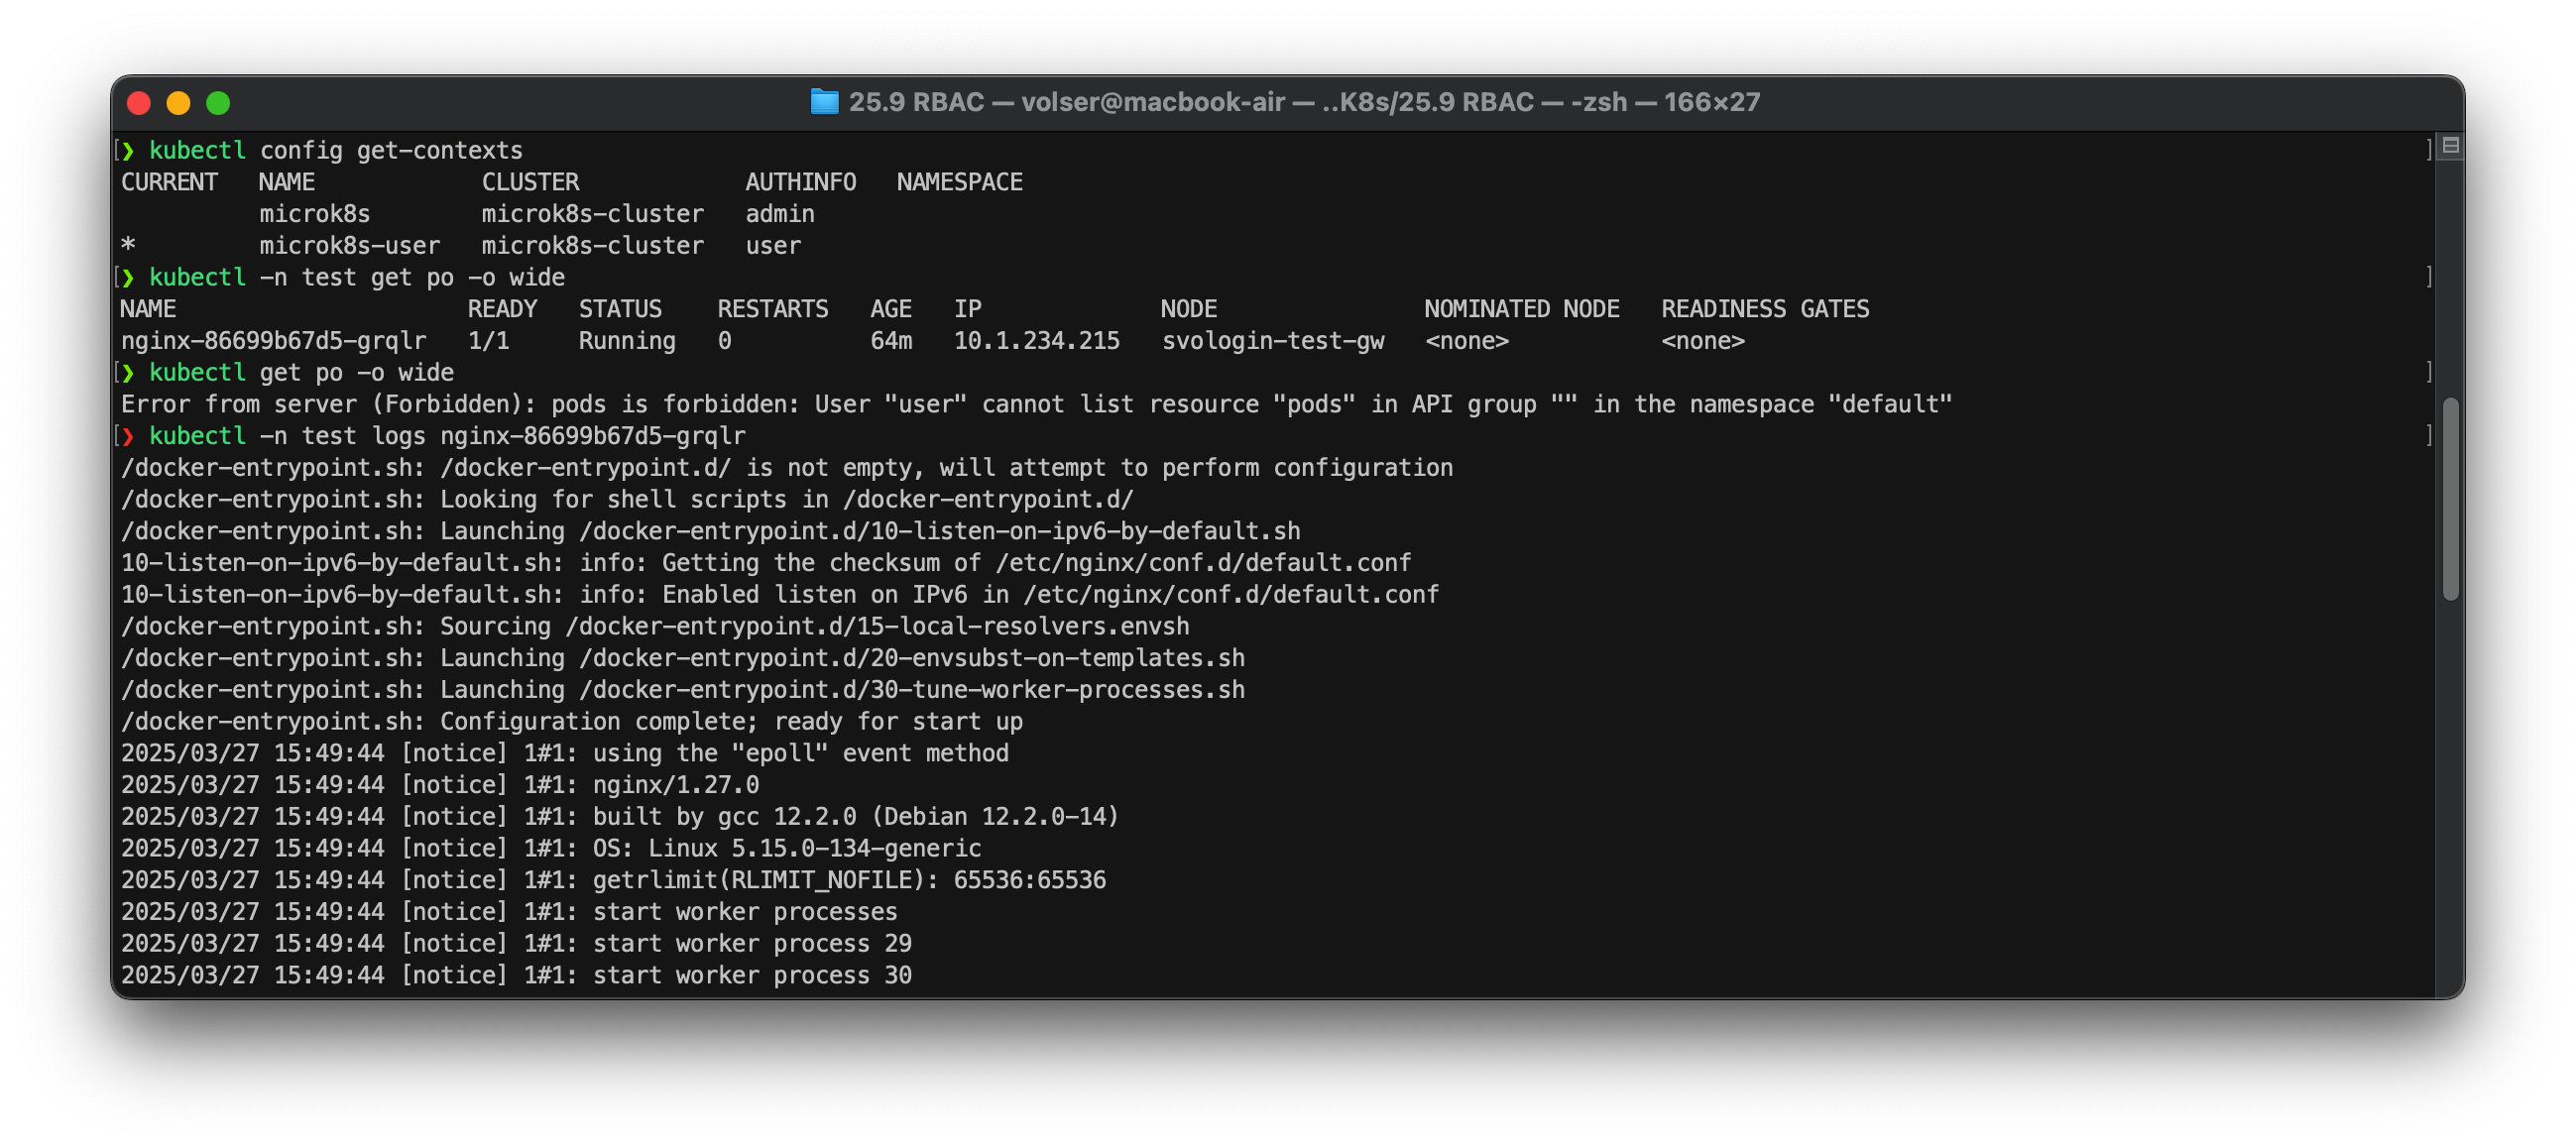 25.9 RBAC — volser@macbook-air — ..K8s/25.9 RBAC — -zsh — 166×27
[❯ kubectl config get-contexts ]
CURRENT   NAME            CLUSTER            AUTHINFO   NAMESPACE
          microk8s        microk8s-cluster   admin
*         microk8s-user   microk8s-cluster   user
[❯ kubectl -n test get po -o wide ]
NAME                     READY   STATUS    RESTARTS   AGE   IP             NODE               NOMINATED NODE   READINESS GATES
nginx-86699b67d5-grqlr   1/1     Running   0          64m   10.1.234.215   svologin-test-gw   <none>           <none>
[❯ kubectl get po -o wide ]
Error from server (Forbidden): pods is forbidden: User "user" cannot list resource "pods" in API group "" in the namespace "default"
[❯ kubectl -n test logs nginx-86699b67d5-grqlr ]
/docker-entrypoint.sh: /docker-entrypoint.d/ is not empty, will attempt to perform configuration
/docker-entrypoint.sh: Looking for shell scripts in /docker-entrypoint.d/
/docker-entrypoint.sh: Launching /docker-entrypoint.d/10-listen-on-ipv6-by-default.sh
10-listen-on-ipv6-by-default.sh: info: Getting the checksum of /etc/nginx/conf.d/default.conf
10-listen-on-ipv6-by-default.sh: info: Enabled listen on IPv6 in /etc/nginx/conf.d/default.conf
/docker-entrypoint.sh: Sourcing /docker-entrypoint.d/15-local-resolvers.envsh
/docker-entrypoint.sh: Launching /docker-entrypoint.d/20-envsubst-on-templates.sh
/docker-entrypoint.sh: Launching /docker-entrypoint.d/30-tune-worker-processes.sh
/docker-entrypoint.sh: Configuration complete; ready for start up
2025/03/27 15:49:44 [notice] 1#1: using the "epoll" event method
2025/03/27 15:49:44 [notice] 1#1: nginx/1.27.0
2025/03/27 15:49:44 [notice] 1#1: built by gcc 12.2.0 (Debian 12.2.0-14)
2025/03/27 15:49:44 [notice] 1#1: OS: Linux 5.15.0-134-generic
2025/03/27 15:49:44 [notice] 1#1: getrlimit(RLIMIT_NOFILE): 65536:65536
2025/03/27 15:49:44 [notice] 1#1: start worker processes
2025/03/27 15:49:44 [notice] 1#1: start worker process 29
2025/03/27 15:49:44 [notice] 1#1: start worker process 30